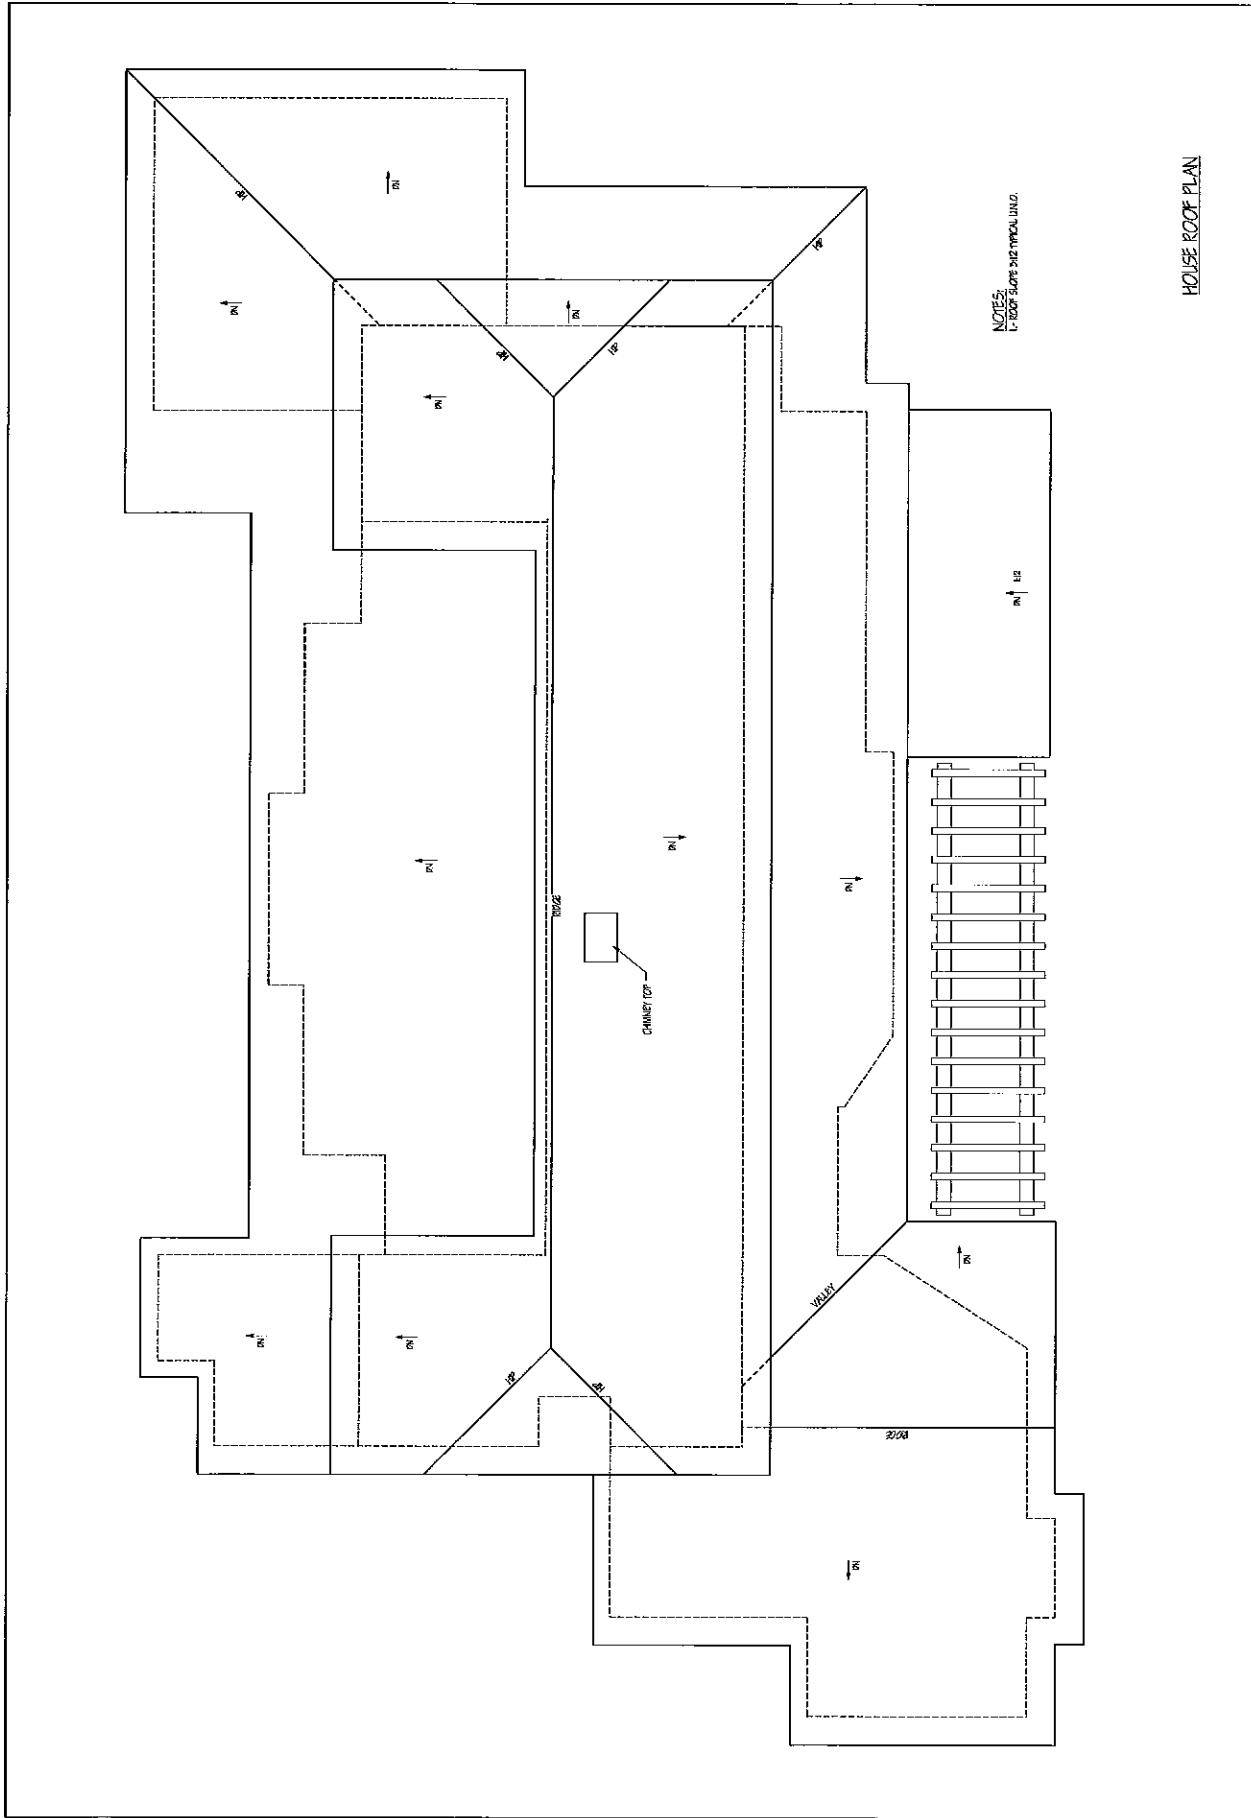 HOUSE ROOF PLAN
NOTES:
1.- ROOF SLOPE 3:12 TYPICAL U.N.O.
HIP
DN
DN
HIP
DN
HIP
HIP
DN
DN
1:12
DN
RIDGE
DN
DN
CHIMNEY TOP
VALLEY
DN
DN
DN
HIP
HIP
RIDGE
DN